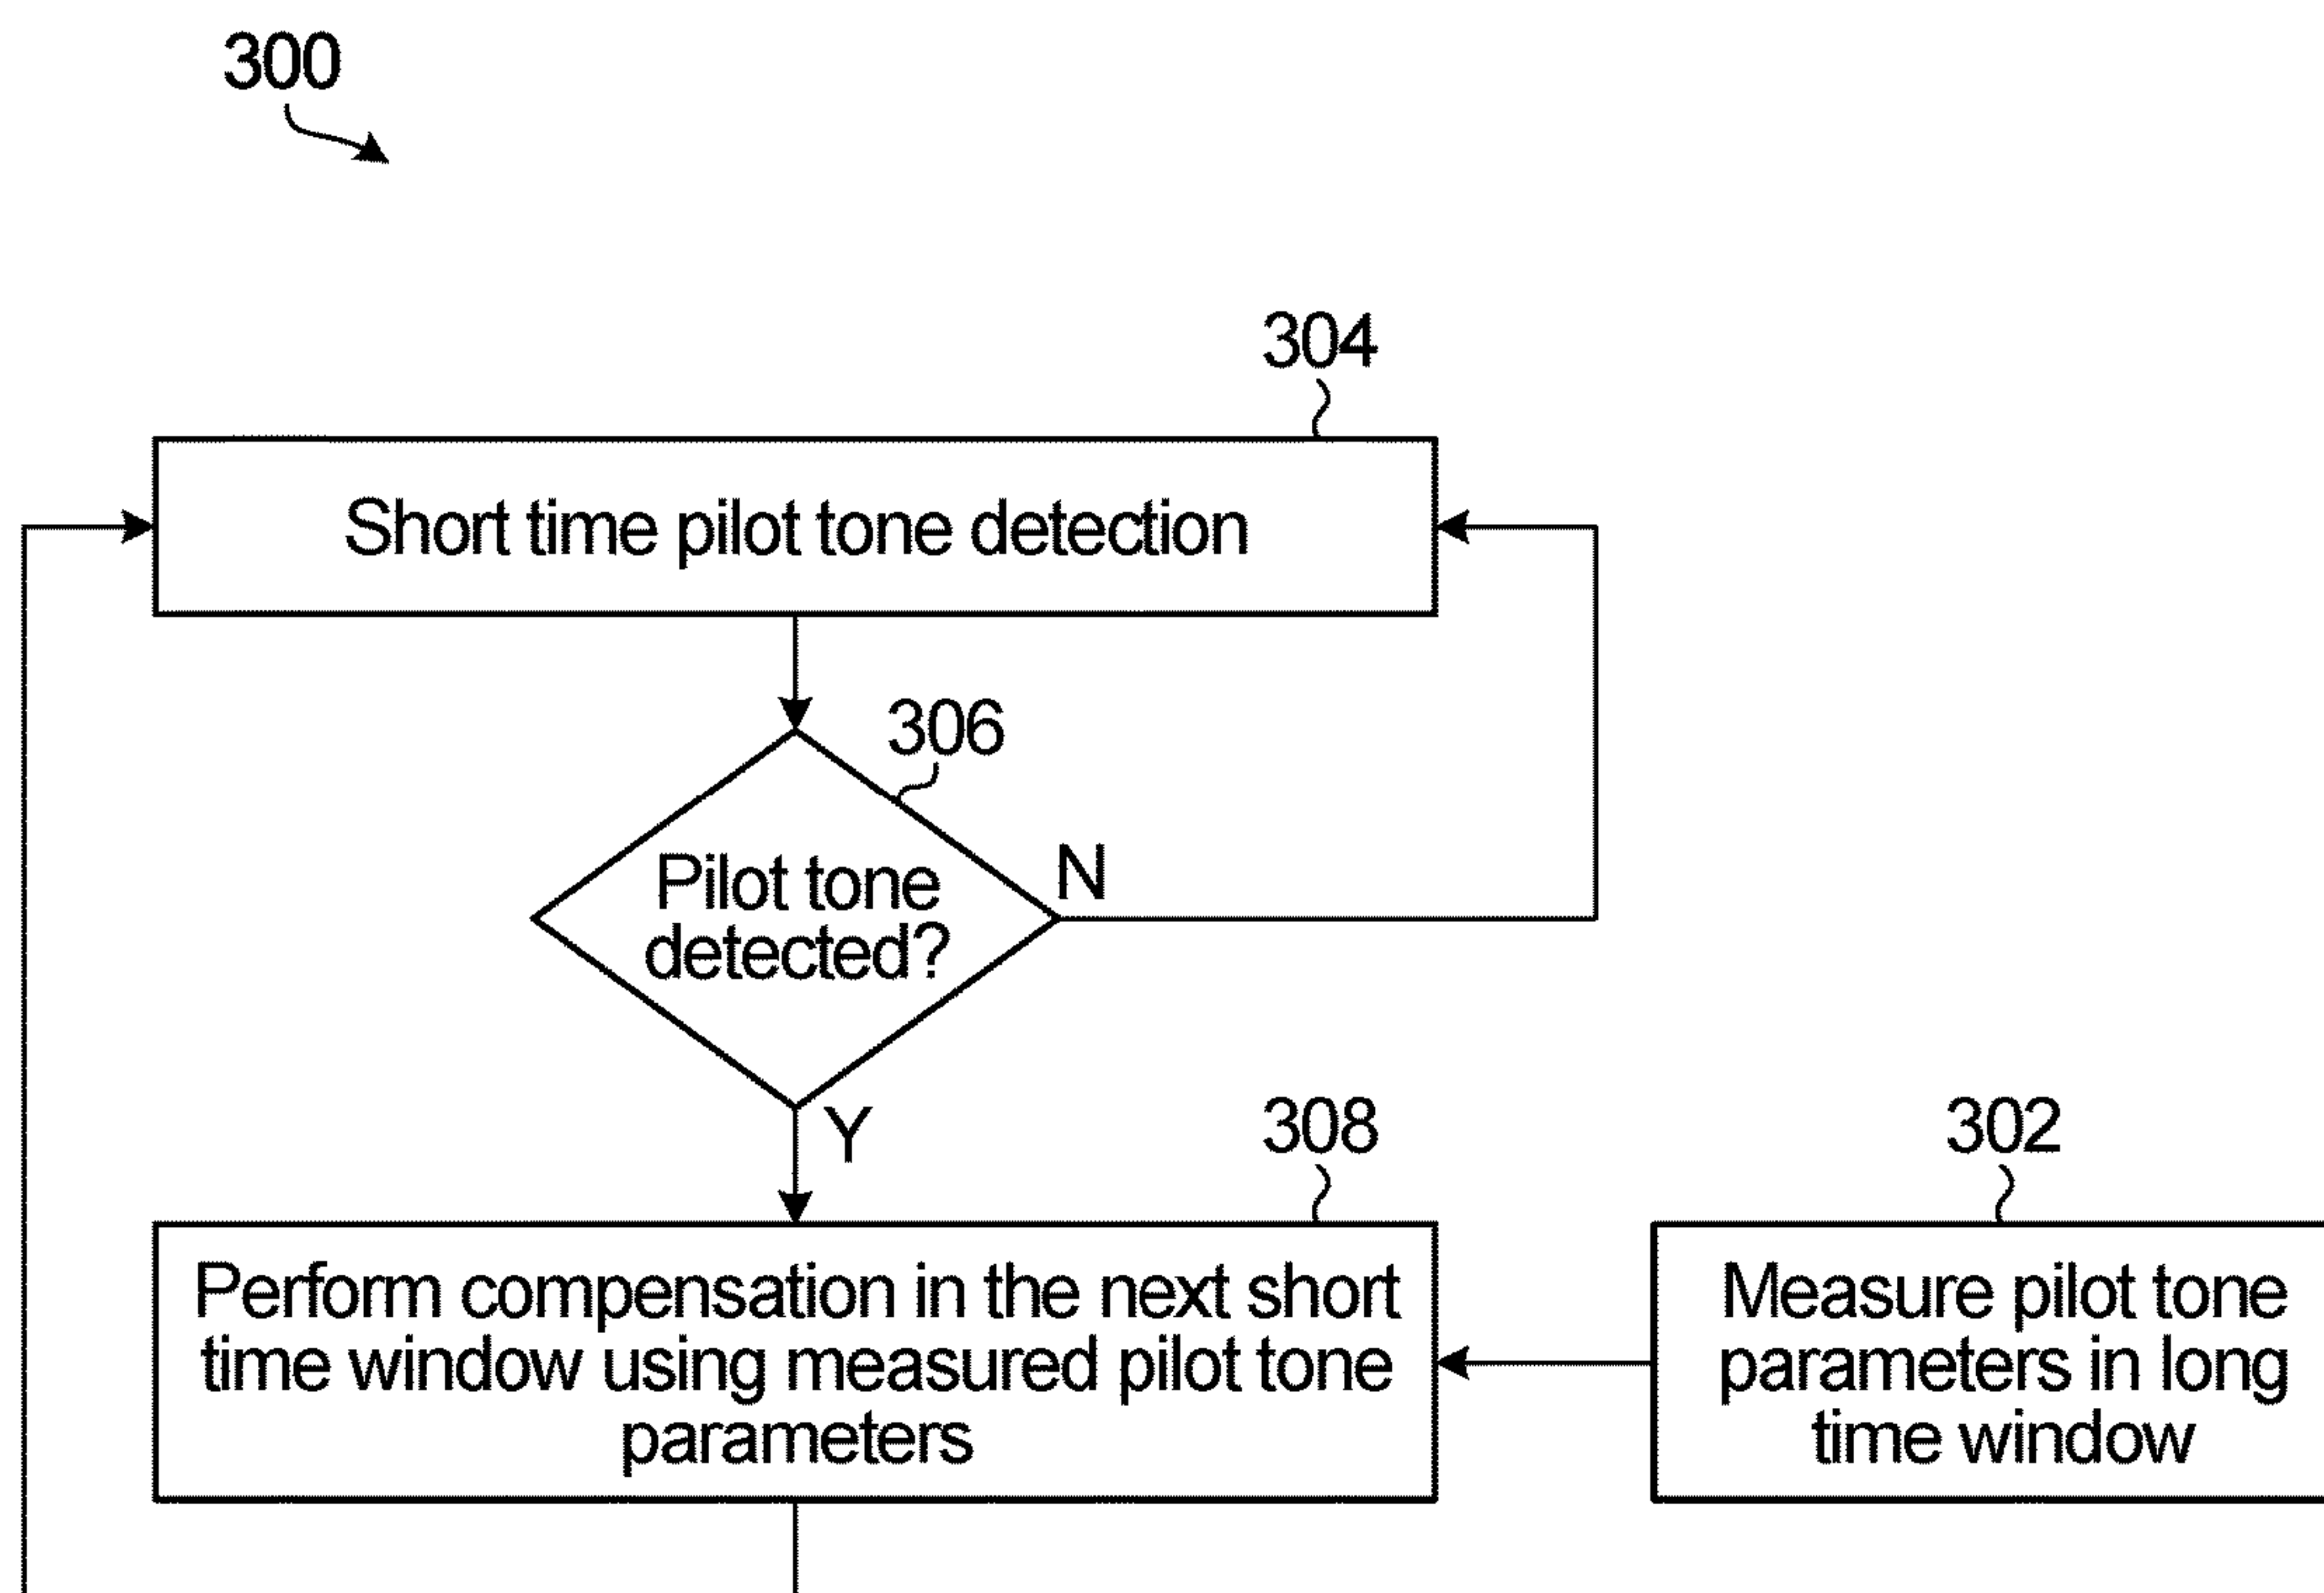 300
304
Short time pilot tone detection
306
Pilot tone
detected?
N
Y
308
Perform compensation in the next short
time window using measured pilot tone
parameters
302
Measure pilot tone
parameters in long
time window